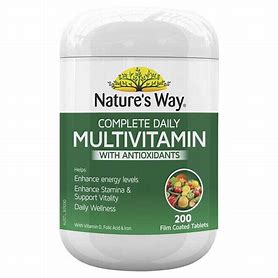 Nature's Way.
COMPLETE DAILY
MULTIVITAMIN
WITH ANTIOXIDANTS
Helps:
Enhance energy levels
Enhance Stamina &
Support Vitality
Daily Wellness
With Vitamin D, Folic Acid & Iron
200
Film Coated Tablets